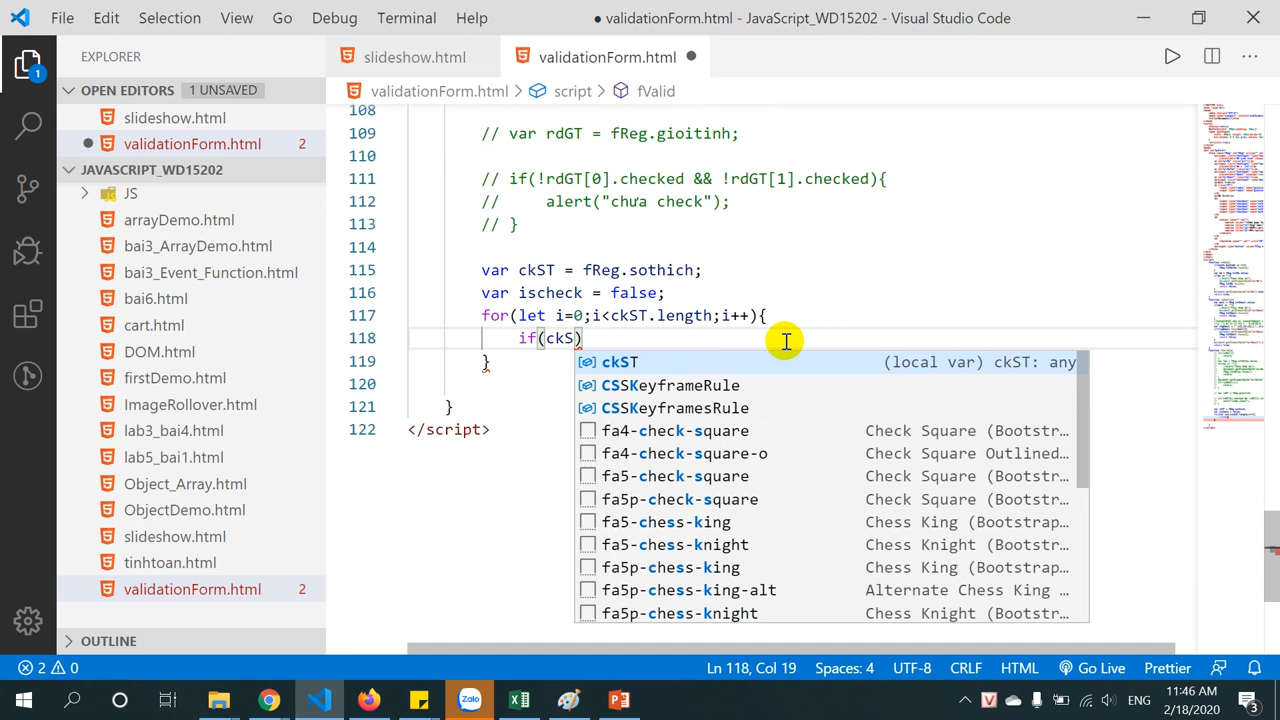 File Edit Selection View Go Debug Terminal Help
● validationForm.html - JavaScript_WD15202 - Visual Studio Code
EXPLORER
slideshow.html
validationForm.html ●
OPEN EDITORS 1 UNSAVED
validationForm.html > script > fValid
slideshow.html
validationForm.html 2
JAVASCRIPT_WD15202
JS
arrayDemo.html
bai3_ArrayDemo.html
bai3_Event_Function.html
bai6.html
cart.html
DOM.html
firstDemo.html
ImageRollover.html
lab3_bai4.html
lab5_bai1.html
Object_Array.html
ObjectDemo.html
slideshow.html
tinhtoan.html
validationForm.html 2
OUTLINE
108
109 // var rdGT = fReg.gioitinh;
110
111 // if(!rdGT[0].checked && !rdGT[1].checked){
112 // alert("chưa check");
113 // }
114
115 var ckST = fReg.sothich;
116 var ischeck = false;
117 for(let i=0;i<ckST.length;i++){
118 if(ckS)
119 }
120
121 }
122 </script>
ckST (local var) ckST: any
CSSKeyframeRule
CSSKeyframesRule
fa4-check-square Check Square (Bootstr…
fa4-check-square-o Check Square Outlined…
fa5-check-square Check Square (Bootstr…
fa5p-check-square Check Square (Bootstr…
fa5-chess-king Chess King (Bootstrap…
fa5-chess-knight Chess Knight (Bootstr…
fa5p-chess-king Chess King (Bootstrap…
fa5p-chess-king-alt Alternate Chess King …
fa5p-chess-knight Chess Knight (Bootstr…
2 0 Ln 118, Col 19 Spaces: 4 UTF-8 CRLF HTML Go Live Prettier
Zalo
ENG
11:46 AM
2/18/2020
3